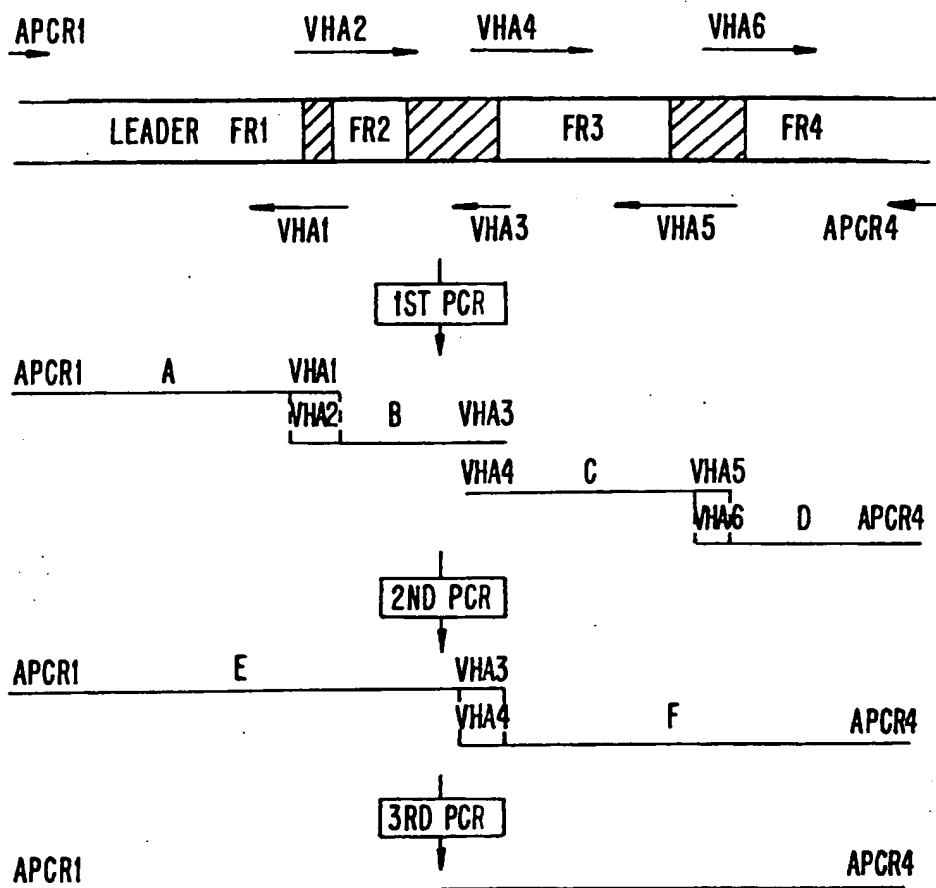 APCR1 VHA2 VHA4 VHA6
LEADER FR1 FR2 FR3 FR4
VHA1 VHA3 VHA5 APCR4
1ST PCR
APCR1 A VHA1
VHA2 B VHA3
VHA4 C VHA5
VHA6 D APCR4
2ND PCR
APCR1 E VHA3
VHA4 F APCR4
3RD PCR
APCR1 APCR4